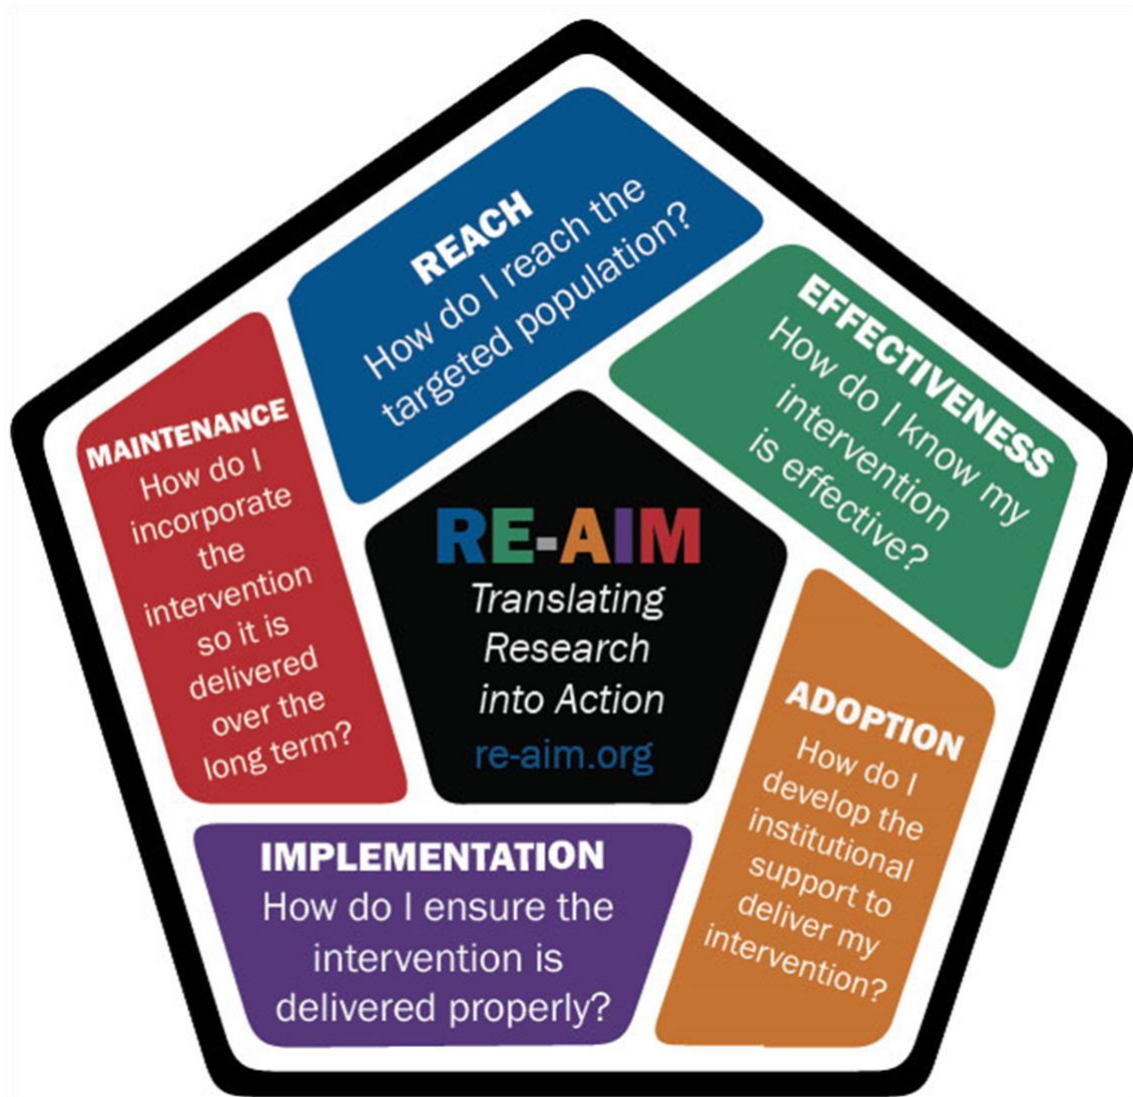 REACH
How do I reach the
targeted population?
EFFECTIVENESS
How do I know my
intervention
is effective?
ADOPTION
How do I
develop the
institutional
support to
deliver my
intervention?
IMPLEMENTATION
How do I ensure the
intervention is
delivered properly?
MAINTENANCE
How do I
incorporate
the
intervention
so it is
delivered
over the
long term?
RE-AIM
Translating
Research
into Action
re-aim.org